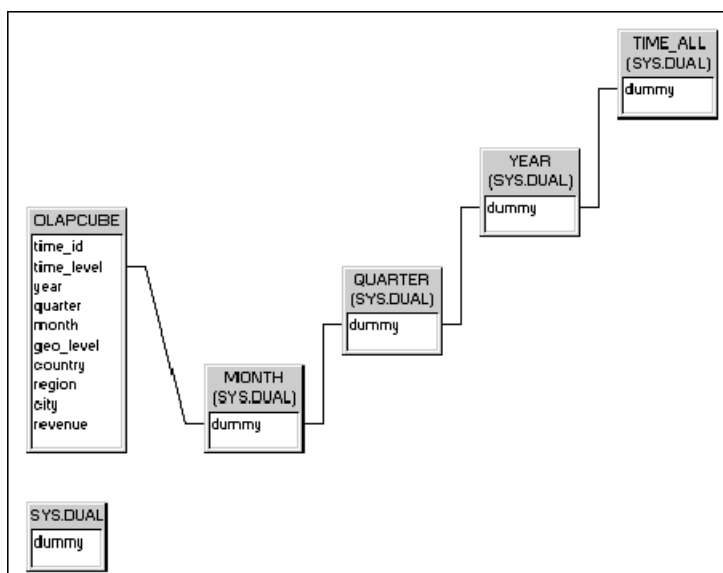 TIME_ALL
(SYS.DUAL)
dummy
YEAR
(SYS.DUAL)
dummy
OLAPCUBE
time_id
time_level
year
quarter
month
geo_level
country
region
city
revenue
QUARTER
(SYS.DUAL)
dummy
MONTH
(SYS.DUAL)
dummy
SYS.DUAL
dummy